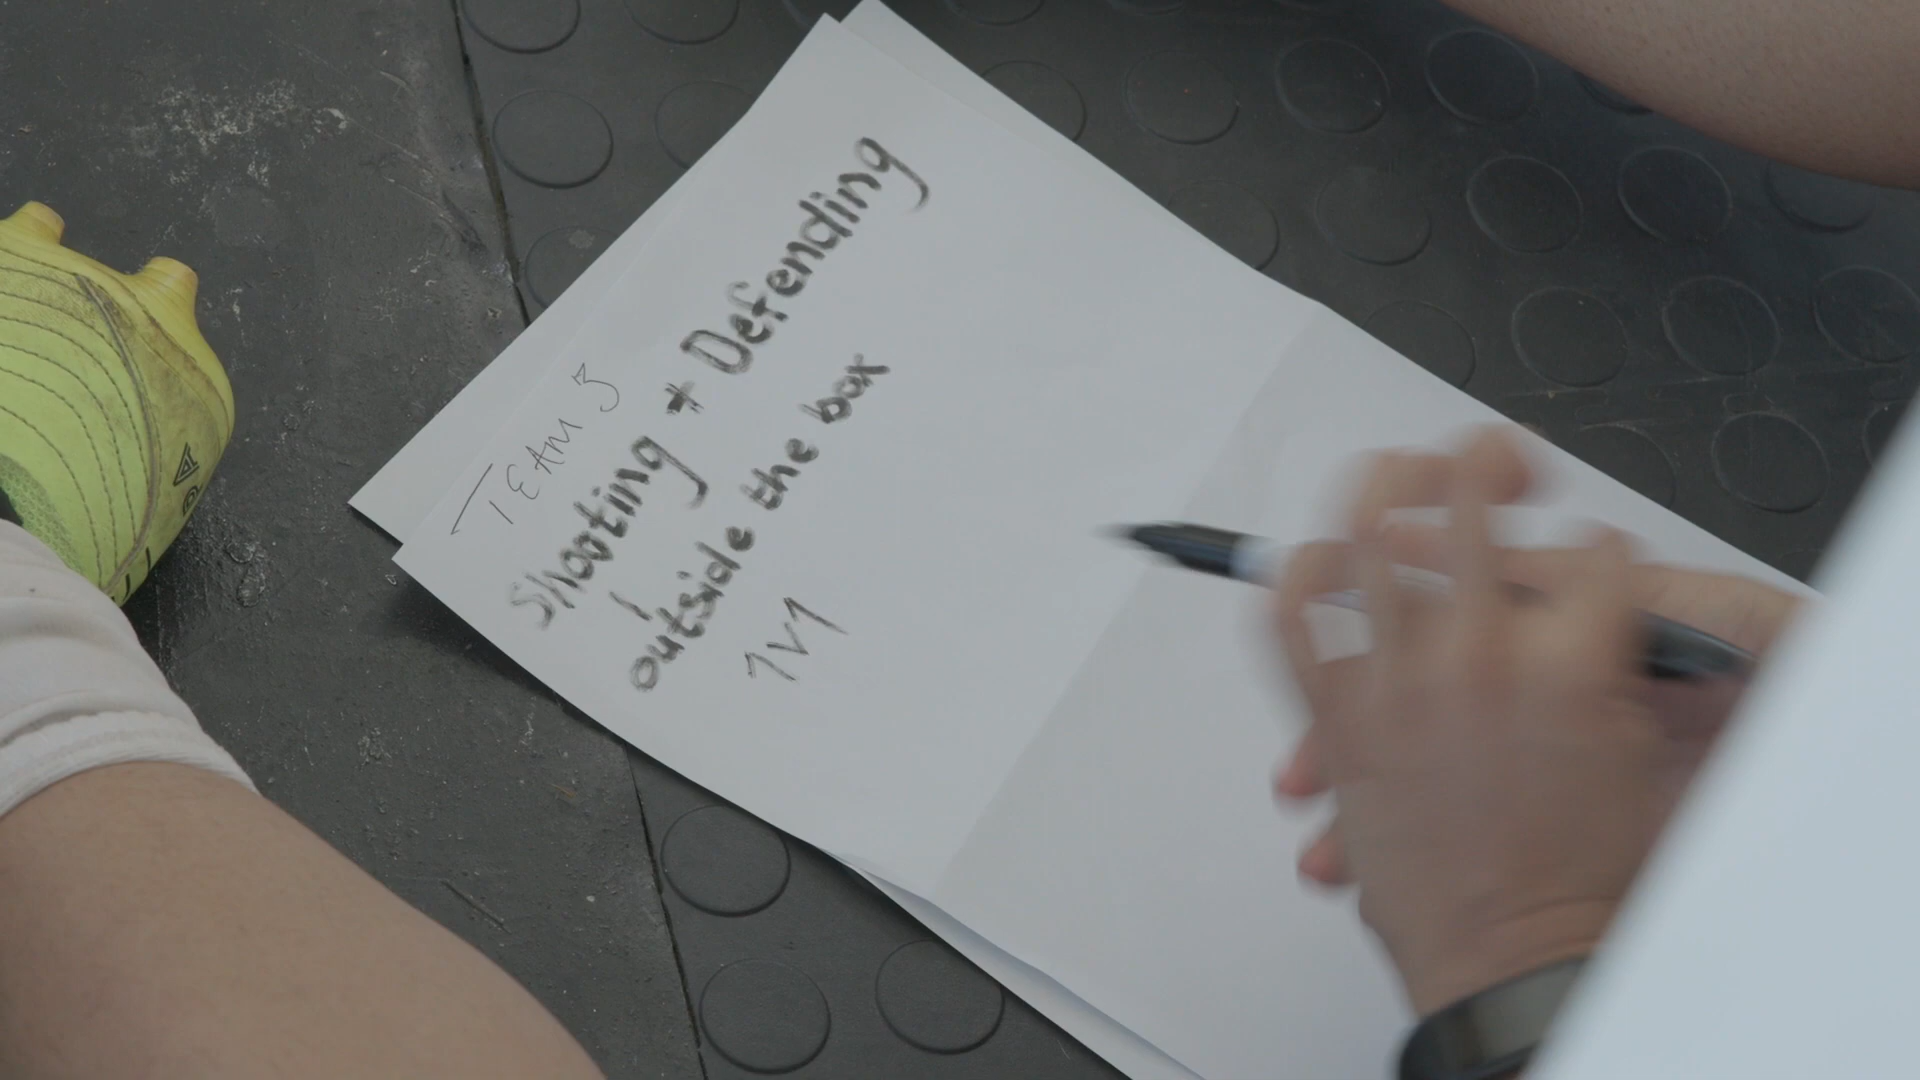 TEAM 3
Shooting + Defending
outside the box
1v1